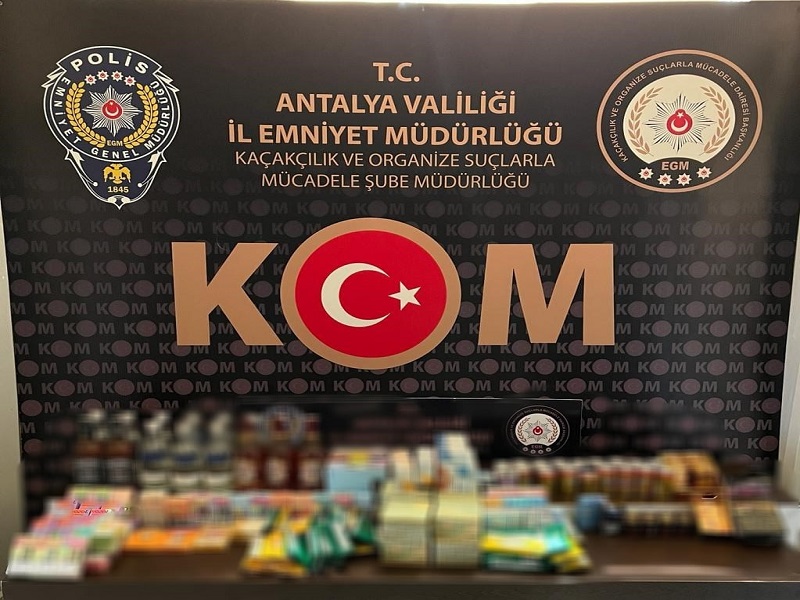 POLİS
EMNİYET GENEL MÜDÜRLÜĞÜ
EGM
1845
T.C.
ANTALYA VALİLİĞİ
İL EMNİYET MÜDÜRLÜĞÜ
KAÇAKÇILIK VE ORGANİZE SUÇLARLA
MÜCADELE ŞUBE MÜDÜRLÜĞÜ
KAÇAKÇILIK VE ORGANİZE SUÇLARLA MÜCADELE DAİRESİ BAŞKANLIĞI
EGM
KOM